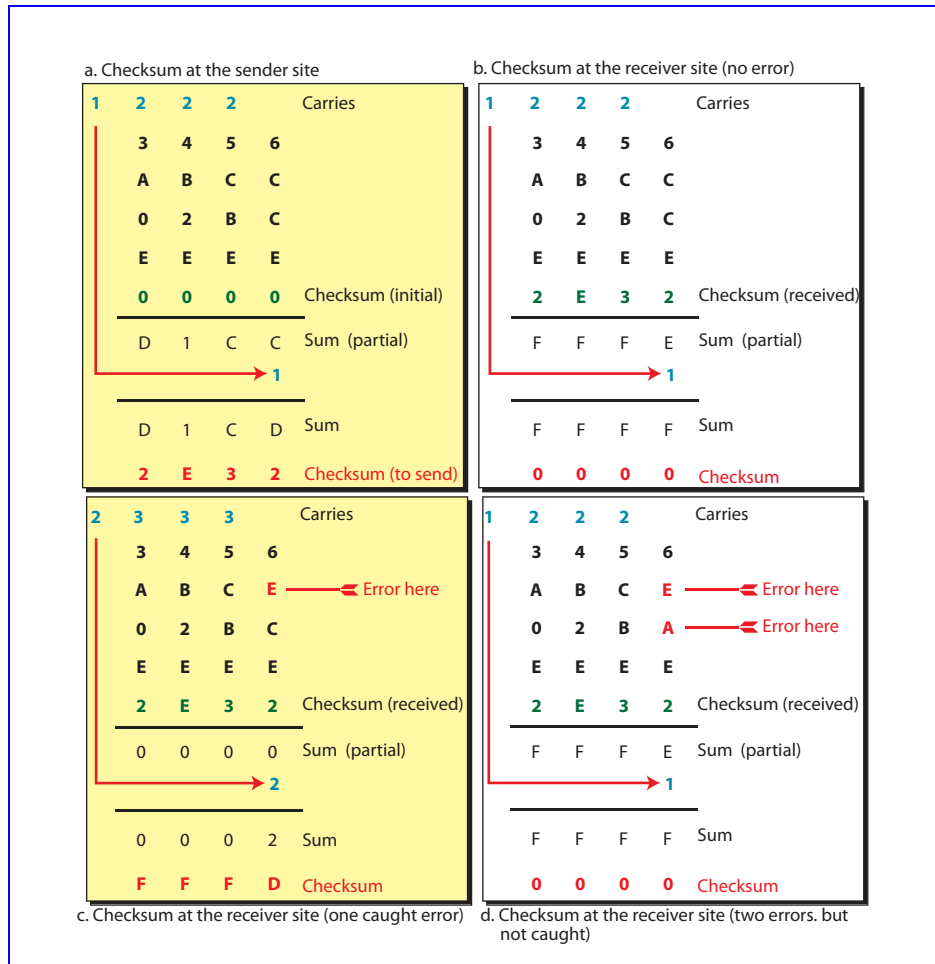 a. Checksum at the sender site
1 2 2 2 Carries
3 4 5 6
A B C C
0 2 B C
E E E E
0 0 0 0 Checksum (initial)
D 1 C C Sum (partial)
1
D 1 C D Sum
2 E 3 2 Checksum (to send)
b. Checksum at the receiver site (no error)
1 2 2 2 Carries
3 4 5 6
A B C C
0 2 B C
E E E E
2 E 3 2 Checksum (received)
F F F E Sum (partial)
1
F F F F Sum
0 0 0 0 Checksum
2 3 3 3 Carries
3 4 5 6
A B C E Error here
0 2 B C
E E E E
2 E 3 2 Checksum (received)
0 0 0 0 Sum (partial)
2
0 0 0 2 Sum
F F F D Checksum
c. Checksum at the receiver site (one caught error)
1 2 2 2 Carries
3 4 5 6
A B C E Error here
0 2 B A Error here
E E E E
2 E 3 2 Checksum (received)
F F F E Sum (partial)
1
F F F F Sum
0 0 0 0 Checksum
d. Checksum at the receiver site (two errors. but
not caught)